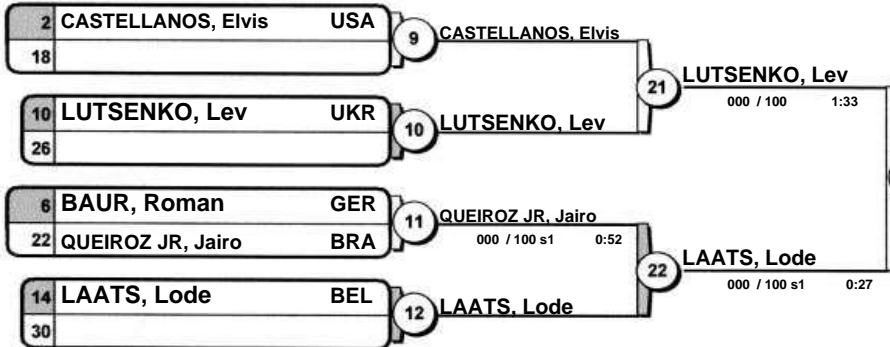 2 CASTELLANOS, Elvis USA
18
9 CASTELLANOS, Elvis
10 LUTSENKO, Lev UKR
26
10 LUTSENKO, Lev
21 LUTSENKO, Lev
000 / 100 1:33
6 BAUR, Roman GER
22 QUEIROZ JR, Jairo BRA
11 QUEIROZ JR, Jairo
000 / 100 s1 0:52
14 LAATS, Lode BEL
30
12 LAATS, Lode
22 LAATS, Lode
000 / 100 s1 0:27